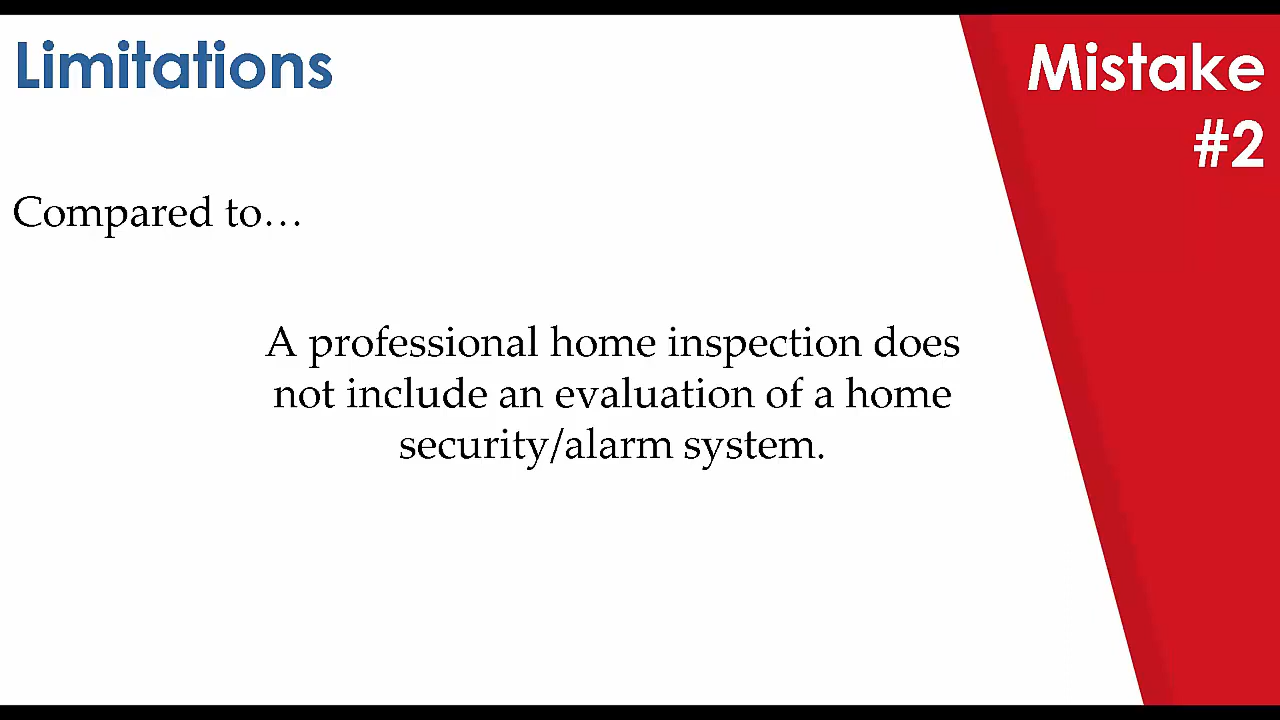 Limitations
Mistake
#2
Compared to…
A professional home inspection does
not include an evaluation of a home
security/alarm system.